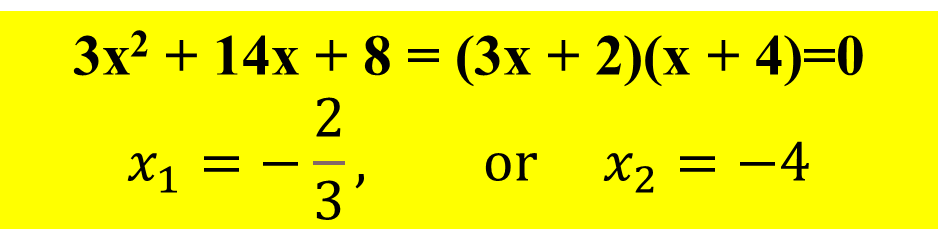 3x² + 14x + 8 = (3x + 2)(x + 4)=0
x₁ = −2/3, or x₂ = −4